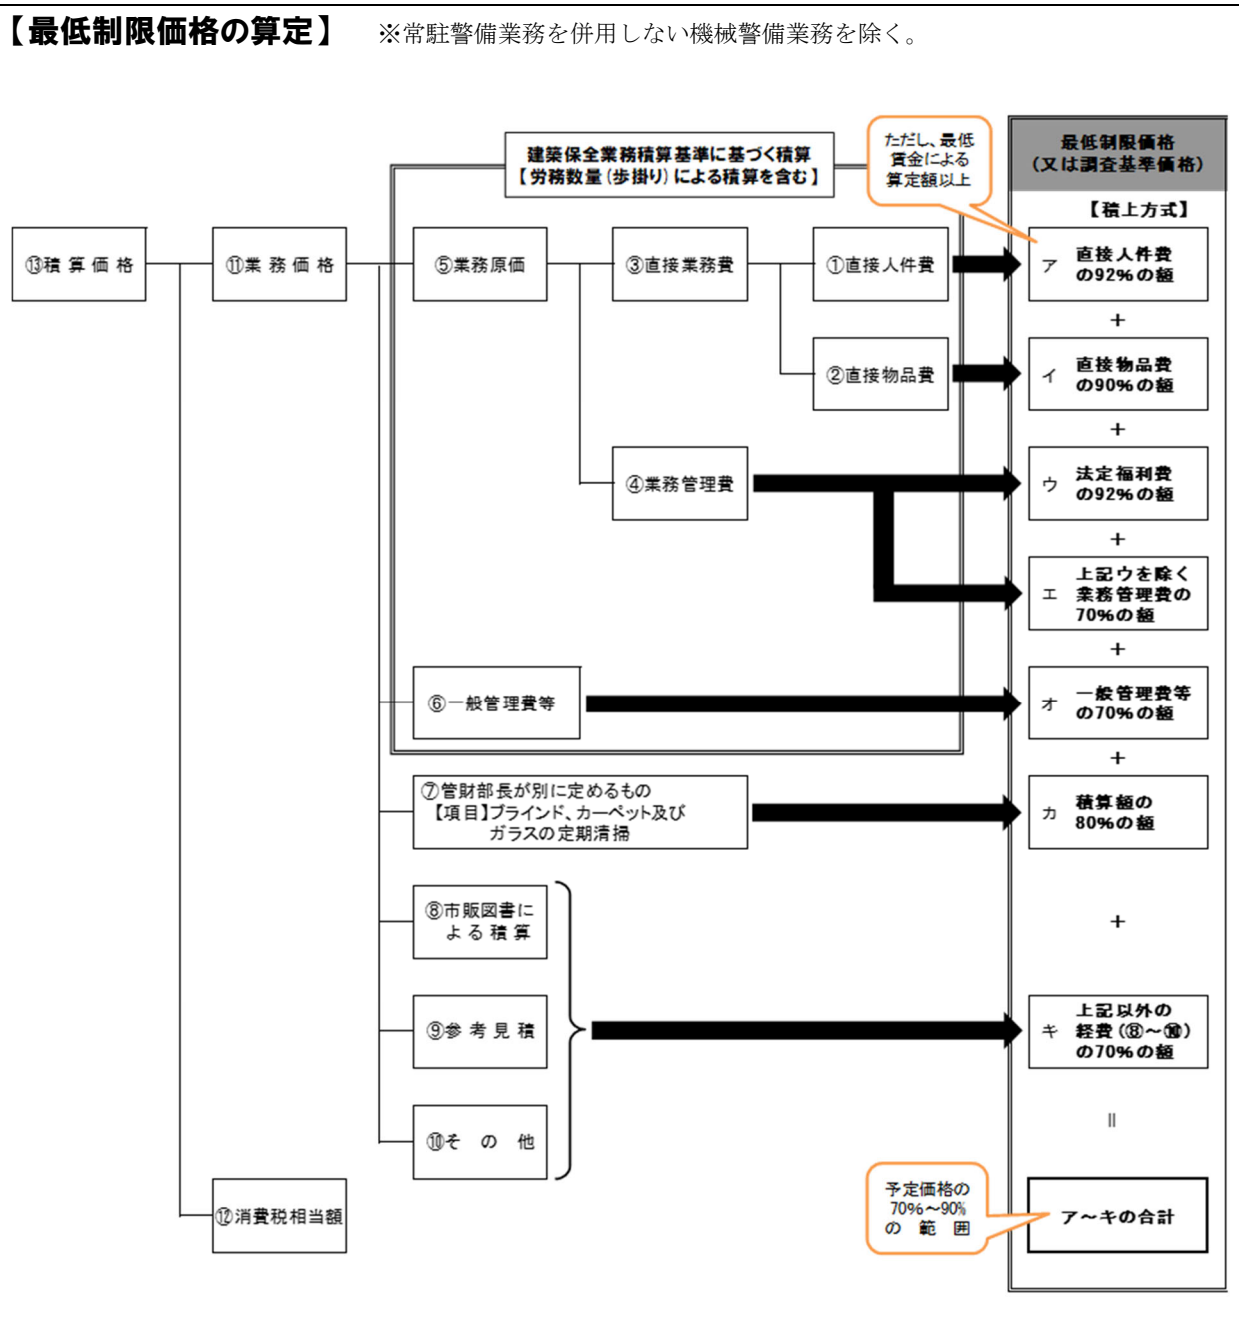 【最低制限価格の算定】 ※常駐警備業務を併用しない機械警備業務を除く。
建築保全業務積算基準に基づく積算
【労務数量(歩掛り)による積算を含む】
ただし、最低
賃金による
算定額以上
最低制限価格
(又は調査基準価格)
【積上方式】
⑬積算価格
⑪業務価格
⑤業務原価
③直接業務費
①直接人件費
ア 直接人件費
の92%の額
＋
②直接物品費
イ 直接物品費
の90%の額
＋
④業務管理費
ウ 法定福利費
の92%の額
＋
エ 上記ウを除く
業務管理費の
70%の額
＋
⑥一般管理費等
オ 一般管理費等
の70%の額
＋
⑦管財部長が別に定めるもの
【項目】ブラインド、カーペット及び
ガラスの定期清掃
カ 積算額の
80%の額
＋
⑧市販図書に
よる積算
⑨参考見積
キ 上記以外の
経費(⑧～⑩)
の70%の額
⑩その他
＝
⑫消費税相当額
予定価格の
70%～90%
の範囲
ア～キの合計